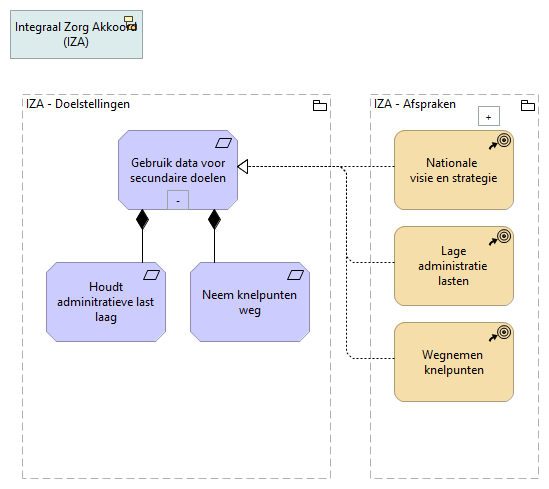 Integraal Zorg Akkoord
(IZA)
IZA - Doelstellingen
IZA - Afspraken
+
Gebruik data voor
secundaire doelen
-
Nationale
visie en strategie
Houdt
adminitratieve last
laag
Neem knelpunten
weg
Lage
administratie
lasten
Wegnemen
knelpunten